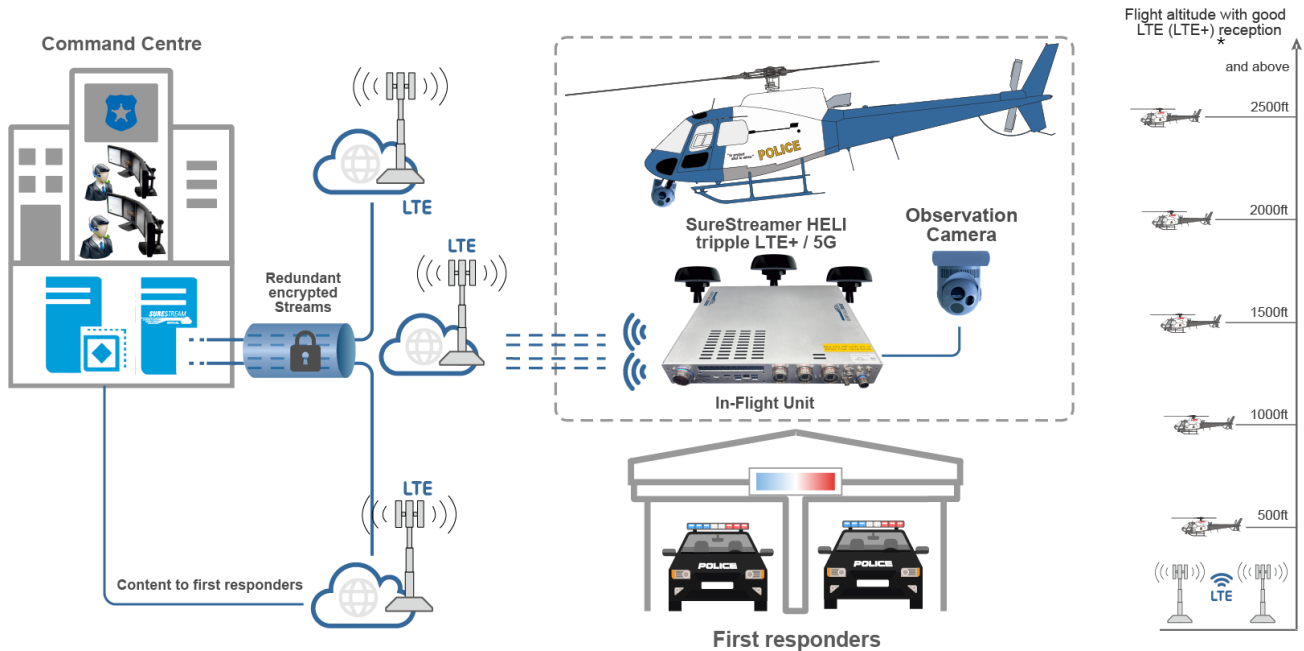 Command Centre
LTE
LTE
Redundant
encrypted
Streams
SURESTREAM
LTE
Content to first responders
POLICE
SureStreamer HELI
tripple LTE+ / 5G
Observation
Camera
In-Flight Unit
POLICE
POLICE
First responders
Flight altitude with good
LTE (LTE+) reception
*
and above
2500ft
2000ft
1500ft
1000ft
500ft
LTE